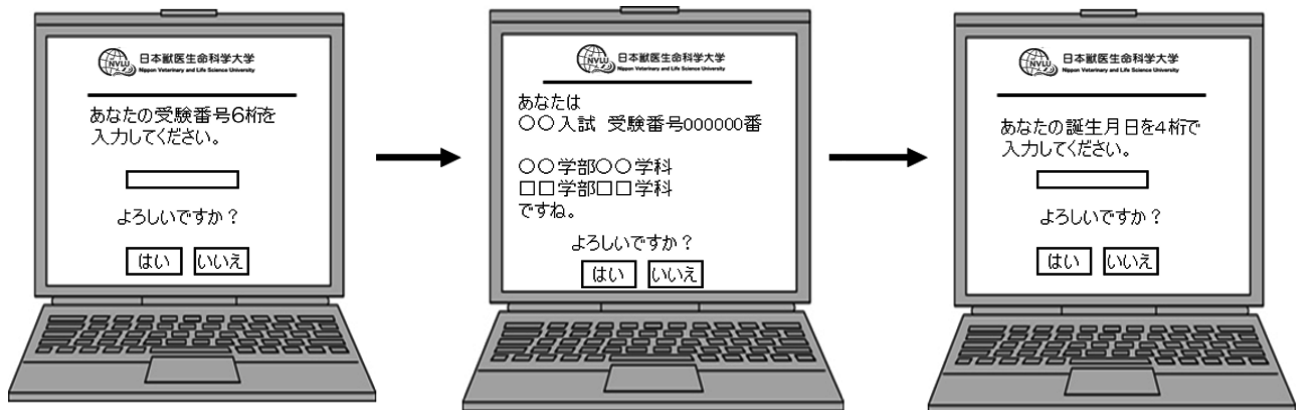 NVLU
日本獣医生命科学大学
Nippon Veterinary and Life Science University
あなたの受験番号6桁を
入力してください。
よろしいですか？
はい いいえ
NVLU
日本獣医生命科学大学
Nippon Veterinary and Life Science University
あなたは
○○入試 受験番号000000番
○○学部○○学科
□□学部□□学科
ですね。
よろしいですか？
はい いいえ
NVLU
日本獣医生命科学大学
Nippon Veterinary and Life Science University
あなたの誕生月日を4桁で
入力してください。
よろしいですか？
はい いいえ